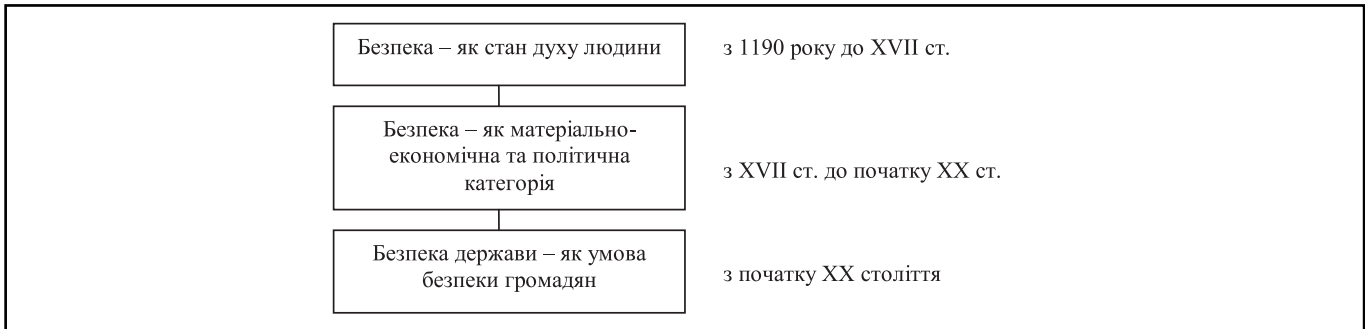 Безпека – як стан духу людини
з 1190 року до XVII ст.
Безпека – як матеріально-
економічна та політична
категорія
з XVII ст. до початку XX ст.
Безпека держави – як умова
безпеки громадян
з початку XX століття